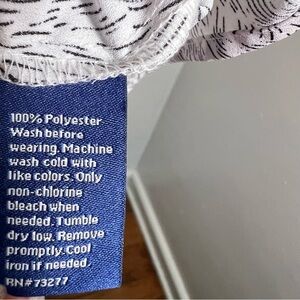 100% Polyester
Wash before
wearing. Machine
wash cold with
like colors. Only
non-chlorine
bleach when
needed. Tumble
dry low. Remove
promptly. Cool
iron if needed.
RN# 73277